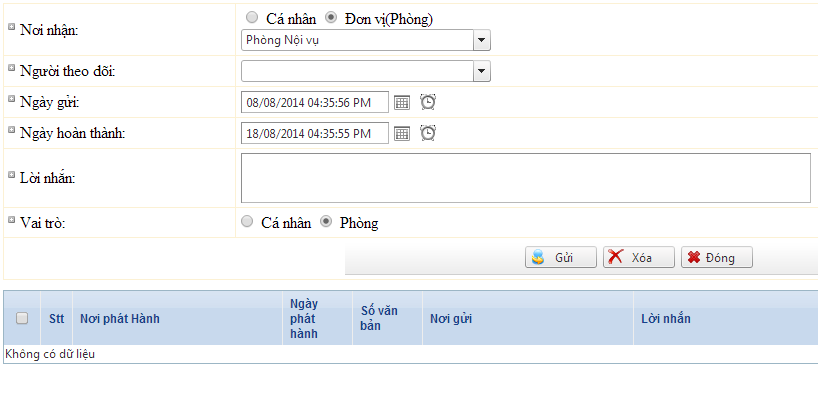 Cá nhân Đơn vị(Phòng)
Nơi nhận:
Phòng Nội vụ
Người theo dõi:
Ngày gửi: 08/08/2014 04:35:56 PM
Ngày hoàn thành: 18/08/2014 04:35:55 PM
Lời nhắn:
Vai trò: Cá nhân Phòng
Gửi Xóa Đóng
Stt Nơi phát Hành Ngày phát hành Số văn bản Nơi gửi Lời nhắn
Không có dữ liệu